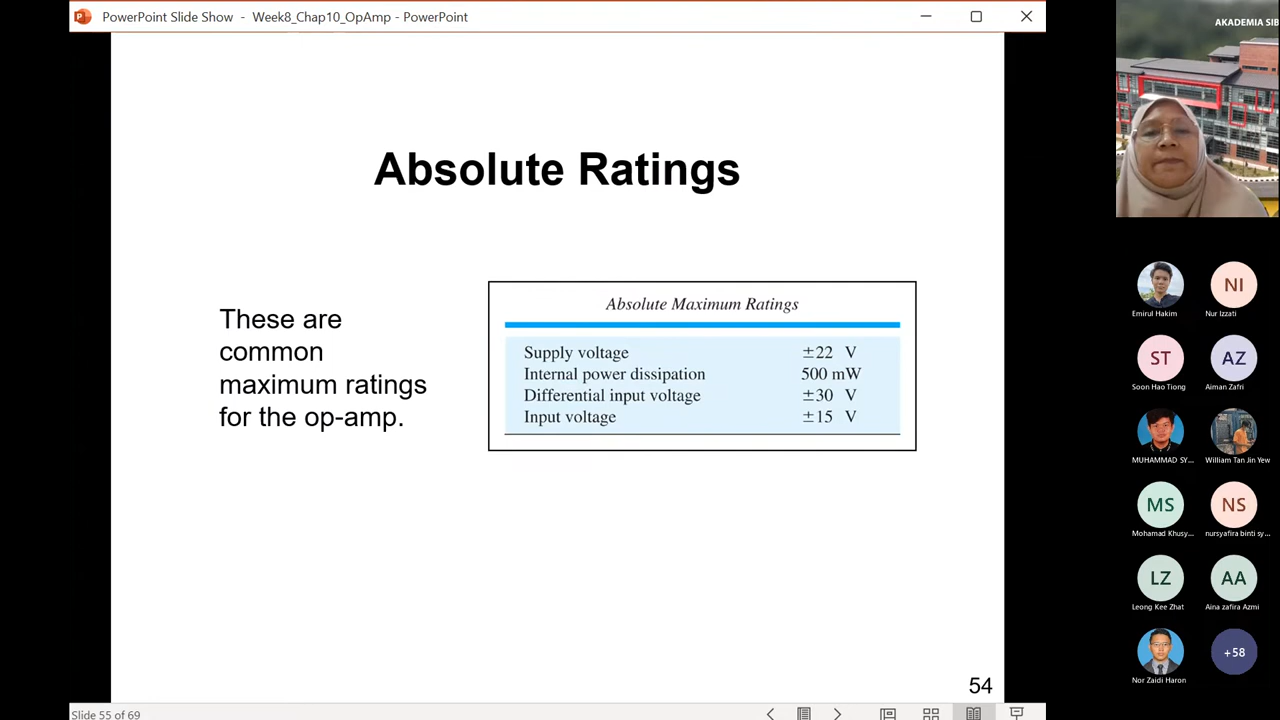 PowerPoint Slide Show - Week8_Chap10_OpAmp - PowerPoint
AKADEMIA SIB
Absolute Ratings
These are
common
maximum ratings
for the op-amp.
Absolute Maximum Ratings
Supply voltage ±22 V
Internal power dissipation 500 mW
Differential input voltage ±30 V
Input voltage ±15 V
54
Slide 55 of 69
Emirul Hakim
NI
Nur Izzati
ST
Soon Hao Tiong
AZ
Aiman Zafri
MUHAMMAD SY...
William Tan Jin Yew
MS
Mohamad Khusy...
NS
nursyafira binti sy...
LZ
Leong Kee Zhat
AA
Aina zafira Azmi
Nor Zaidi Haron
+58